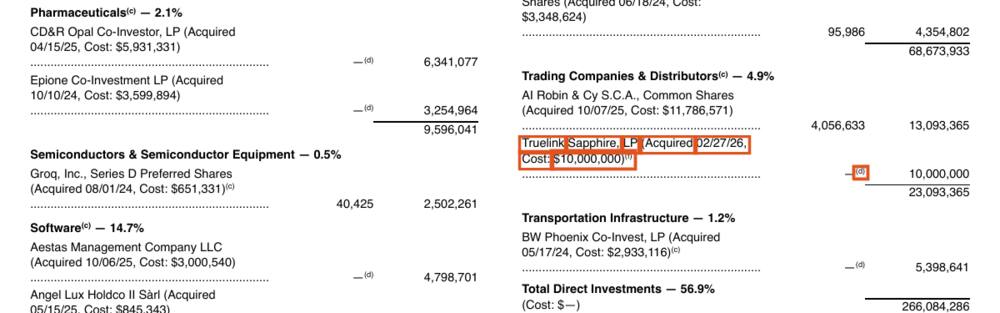 Pharmaceuticals(c) — 2.1%
CD&R Opal Co-Investor, LP (Acquired
04/15/25, Cost: $5,931,331)
................................................................ —(d) 6,341,077
Epione Co-Investment LP (Acquired
10/10/24, Cost: $3,599,894)
................................................................ —(d) 3,254,964
9,596,041
Semiconductors & Semiconductor Equipment — 0.5%
Groq, Inc., Series D Preferred Shares
(Acquired 08/01/24, Cost: $651,331)(c)
................................................................ 40,425 2,502,261
Software(c) — 14.7%
Aestas Management Company LLC
(Acquired 10/06/25, Cost: $3,000,540)
................................................................ —(d) 4,798,701
Angel Lux Holdco II Sàrl (Acquired
05/15/25, Cost: $845,343)
Shares (Acquired 06/18/24, Cost:
$3,348,624)
................................................................ 95,986 4,354,802
68,673,933
Trading Companies & Distributors(c) — 4.9%
AI Robin & Cy S.C.A., Common Shares
(Acquired 10/07/25, Cost: $11,786,571)
................................................................ 4,056,633 13,093,365
Truelink Sapphire, LP (Acquired 02/27/26,
Cost: $10,000,000)(f)
................................................................ —(d) 10,000,000
23,093,365
Transportation Infrastructure — 1.2%
BW Phoenix Co-Invest, LP (Acquired
05/17/24, Cost: $2,933,116)(c)
................................................................ —(d) 5,398,641
Total Direct Investments — 56.9%
(Cost: $—) 266,084,286